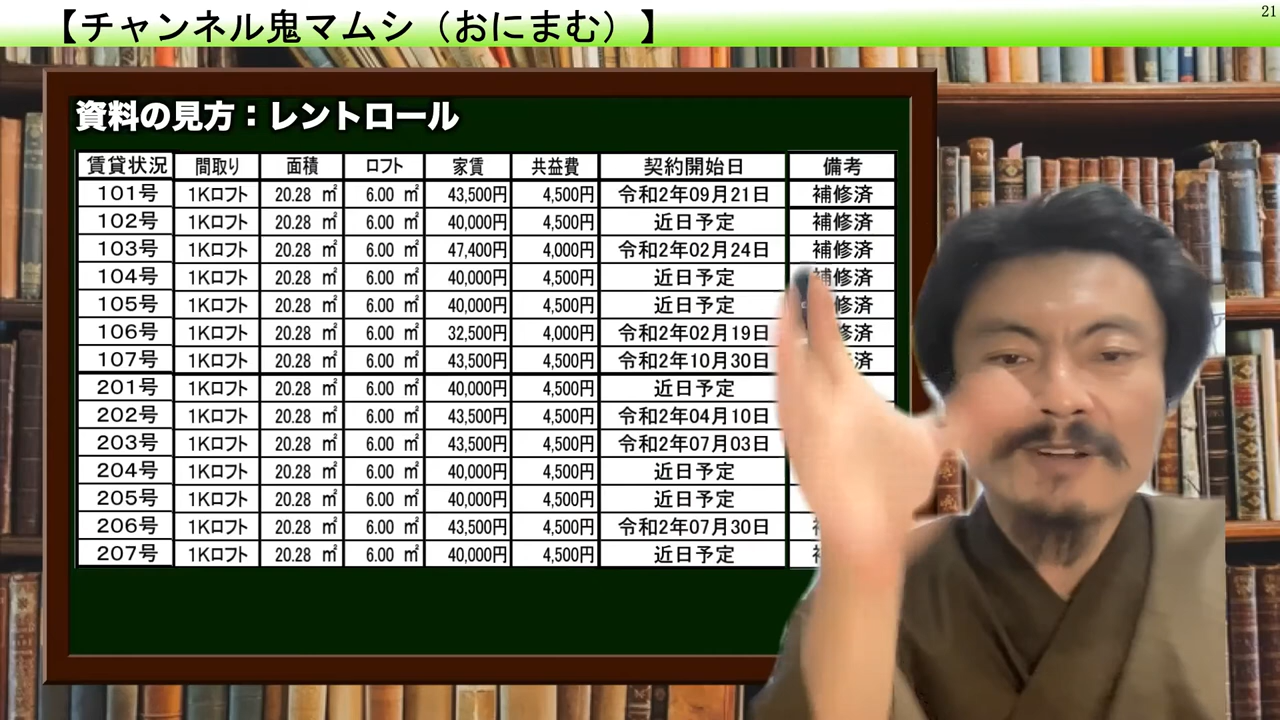 【チャンネル鬼マムシ（おにまむ）】
21
資料の見方：レントロール
賃貸状況 間取り 面積 ロフト 家賃 共益費 契約開始日 備考
101号 1Kロフト 20.28 ㎡ 6.00 ㎡ 43,500円 4,500円 令和2年09月21日 補修済
102号 1Kロフト 20.28 ㎡ 6.00 ㎡ 40,000円 4,500円 近日予定 補修済
103号 1Kロフト 20.28 ㎡ 6.00 ㎡ 47,400円 4,000円 令和2年02月24日 補修済
104号 1Kロフト 20.28 ㎡ 6.00 ㎡ 40,000円 4,500円 近日予定 補修済
105号 1Kロフト 20.28 ㎡ 6.00 ㎡ 40,000円 4,500円 近日予定 修済
106号 1Kロフト 20.28 ㎡ 6.00 ㎡ 32,500円 4,000円 令和2年02月19日 修済
107号 1Kロフト 20.28 ㎡ 6.00 ㎡ 43,500円 4,500円 令和2年10月30日 済
201号 1Kロフト 20.28 ㎡ 6.00 ㎡ 40,000円 4,500円 近日予定
202号 1Kロフト 20.28 ㎡ 6.00 ㎡ 43,500円 4,500円 令和2年04月10日
203号 1Kロフト 20.28 ㎡ 6.00 ㎡ 43,500円 4,500円 令和2年07月03日
204号 1Kロフト 20.28 ㎡ 6.00 ㎡ 40,000円 4,500円 近日予定
205号 1Kロフト 20.28 ㎡ 6.00 ㎡ 40,000円 4,500円 近日予定
206号 1Kロフト 20.28 ㎡ 6.00 ㎡ 43,500円 4,500円 令和2年07月30日
207号 1Kロフト 20.28 ㎡ 6.00 ㎡ 40,000円 4,500円 近日予定